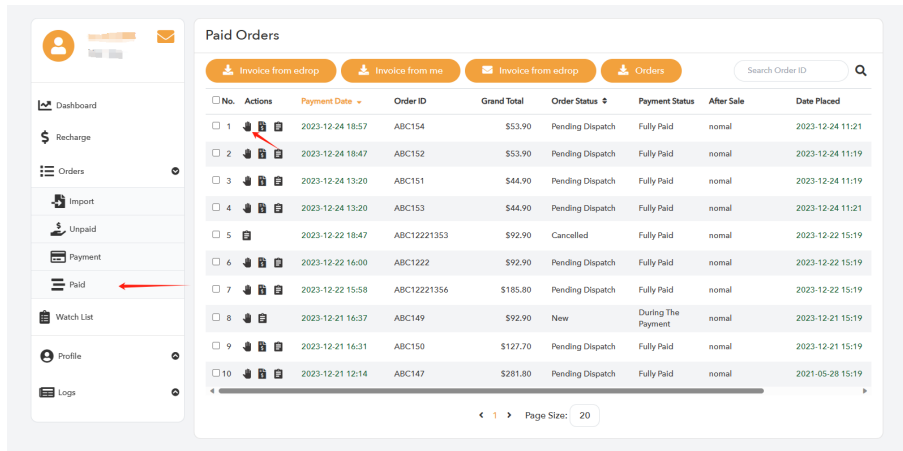 Paid Orders
Invoice from edrop
Invoice from me
Invoice from edrop
Orders
Search Order ID
Dashboard
Recharge
Orders
Import
Unpaid
Payment
Paid
Watch List
Profile
Logs
No. Actions Payment Date Order ID Grand Total Order Status Payment Status After Sale Date Placed
1 2023-12-24 18:57 ABC154 $53.90 Pending Dispatch Fully Paid nomal 2023-12-24 11:21
2 2023-12-24 18:47 ABC152 $53.90 Pending Dispatch Fully Paid nomal 2023-12-24 11:19
3 2023-12-24 13:20 ABC151 $44.90 Pending Dispatch Fully Paid nomal 2023-12-24 11:19
4 2023-12-24 13:20 ABC153 $44.90 Pending Dispatch Fully Paid nomal 2023-12-24 11:21
5 2023-12-22 18:47 ABC12221353 $92.90 Cancelled Fully Paid nomal 2023-12-22 15:19
6 2023-12-22 16:00 ABC1222 $92.90 Pending Dispatch Fully Paid nomal 2023-12-22 15:19
7 2023-12-22 15:58 ABC12221356 $185.80 Pending Dispatch Fully Paid nomal 2023-12-22 15:19
8 2023-12-21 16:37 ABC149 $92.90 New During The Payment nomal 2023-12-21 15:19
9 2023-12-21 16:31 ABC150 $127.70 Pending Dispatch Fully Paid nomal 2023-12-21 15:19
10 2023-12-21 12:14 ABC147 $281.80 Pending Dispatch Fully Paid nomal 2021-05-28 15:19
1 Page Size: 20